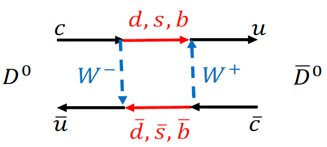 c d, s, b u
D⁰ W⁻ W⁺ D̅⁰
u̅ d̅, s̅, b̅ c̅